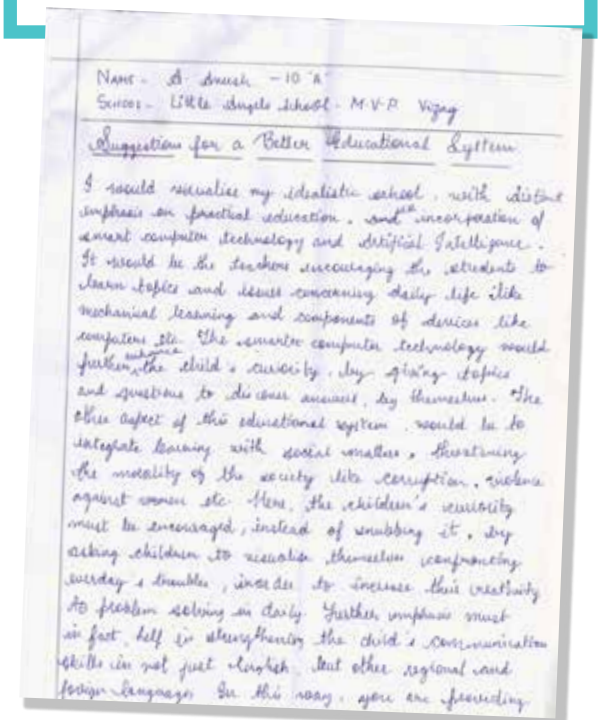 Name - A. Anush - 10 'A'
School - Little Angels School - M.V.P. Vizag
Suggestions for a Better Educational System
I would visualise my idealistic school, with distinct
emphasis on practical education, and incorporation of
smart computer technology and Artificial Intelligence.
It would be the teachers encouraging the students to
learn topics and issues concerning daily life like
mechanical learning and components of devices like
computers etc. The smarter computer technology would
further enhance the child's curiosity, by giving topics
and questions to discover answers, by themselves. The
other aspect of this educational system, would be to
integrate learning with social matters, threatening
the morality of the society like corruption, violence
against women etc. Here, the children's curiosity
must be encouraged, instead of snubbing it, by
asking children to visualise themselves confronting
everyday's troubles, inorder to increase their creativity
to problem solving in daily. Further emphasis must
in fact, help in strengthening the child's communication
skills in not just English, but other regional and
foreign languages. In this way, you are providing